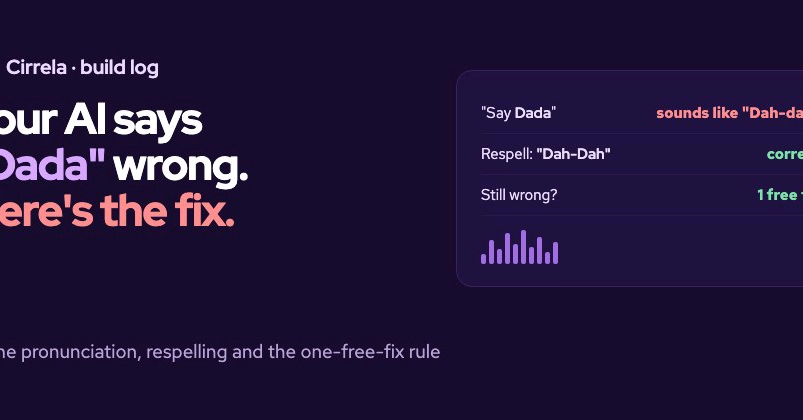 Cirrela · build log
our AI says
Dada" wrong.
ere's the fix.
"Say Dada"
sounds like "Dah-da
Respell: "Dah-Dah"
corre
Still wrong?
1 free
ne pronunciation, respelling and the one-free-fix rule